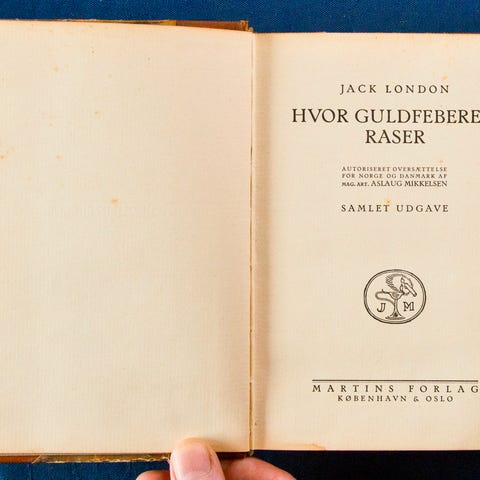 JACK LONDON
HVOR GULDFEBERE
RASER
AUTORISERET OVERSÆTTELSE
FOR NORGE OG DANMARK AF
MAG. ART. ASLAUG MIKKELSEN
SAMLET UDGAVE
J M
MARTINS FORLAG
KØBENHAVN & OSLO